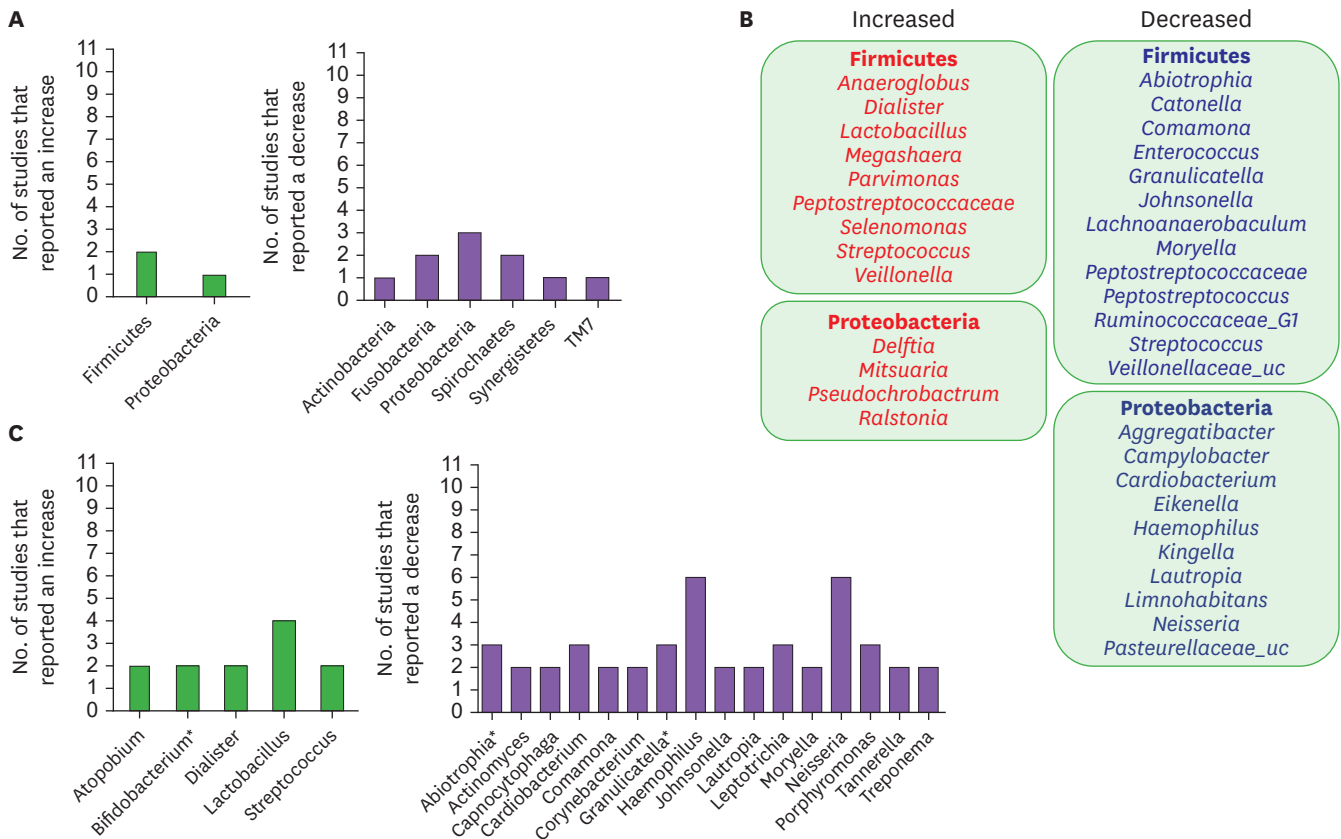 A
No. of studies that
reported an increase
11
10
9
8
7
6
5
4
3
2
1
0
Firmicutes
Proteobacteria
No. of studies that
reported a decrease
11
10
9
8
7
6
5
4
3
2
1
0
Actinobacteria
Fusobacteria
Proteobacteria
Spirochaetes
Synergistetes
TM7
B
Increased
Firmicutes
Anaeroglobus
Dialister
Lactobacillus
Megashaera
Parvimonas
Peptostreptococcaceae
Selenomonas
Streptococcus
Veillonella
Proteobacteria
Delftia
Mitsuaria
Pseudochrobactrum
Ralstonia
Decreased
Firmicutes
Abiotrophia
Catonella
Comamona
Enterococcus
Granulicatella
Johnsonella
Lachnoanaerobaculum
Moryella
Peptostreptococcaceae
Peptostreptococcus
Ruminococcaceae_G1
Streptococcus
Veillonellaceae_uc
Proteobacteria
Aggregatibacter
Campylobacter
Cardiobacterium
Eikenella
Haemophilus
Kingella
Lautropia
Limnohabitans
Neisseria
Pasteurellaceae_uc
C
No. of studies that
reported an increase
11
10
9
8
7
6
5
4
3
2
1
0
Atopobium
Bifidobacterium*
Dialister
Lactobacillus
Streptococcus
No. of studies that
reported a decrease
11
10
9
8
7
6
5
4
3
2
1
0
Abiotrophia*
Actinomyces
Capnocytophaga
Cardiobacterium
Comamona
Corynebacterium
Granulicatella*
Haemophilus
Johnsonella
Lautropia
Leptotrichia
Moryella
Neisseria
Porphyromonas
Tannerella
Treponema